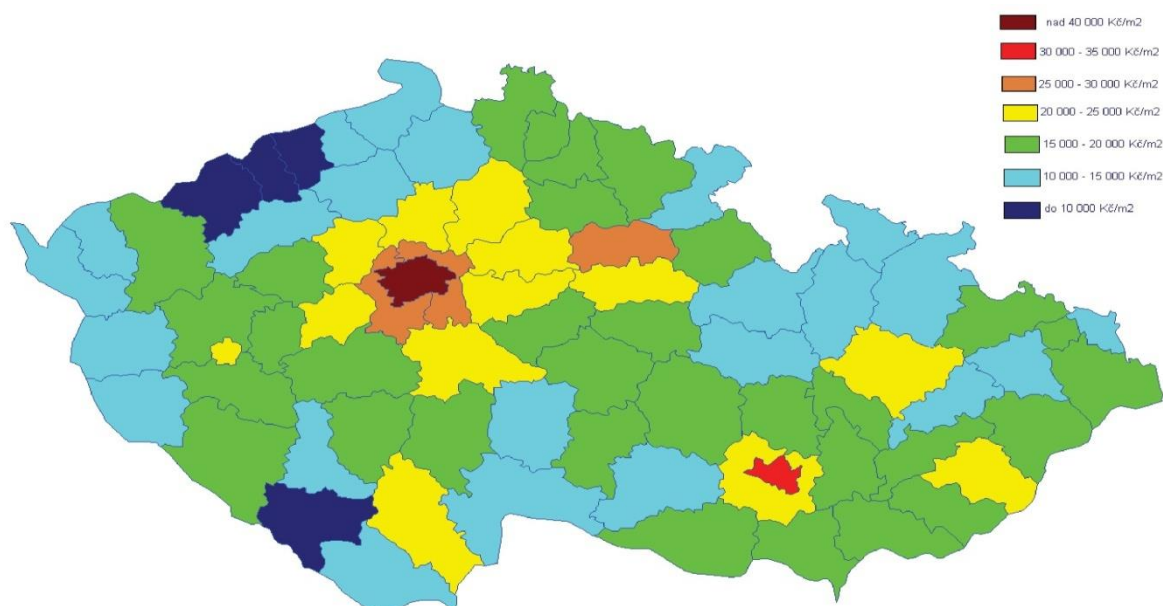 nad 40 000 Kč/m2
30 000 - 35 000 Kč/m2
25 000 - 30 000 Kč/m2
20 000 - 25 000 Kč/m2
15 000 - 20 000 Kč/m2
10 000 - 15 000 Kč/m2
do 10 000 Kč/m2